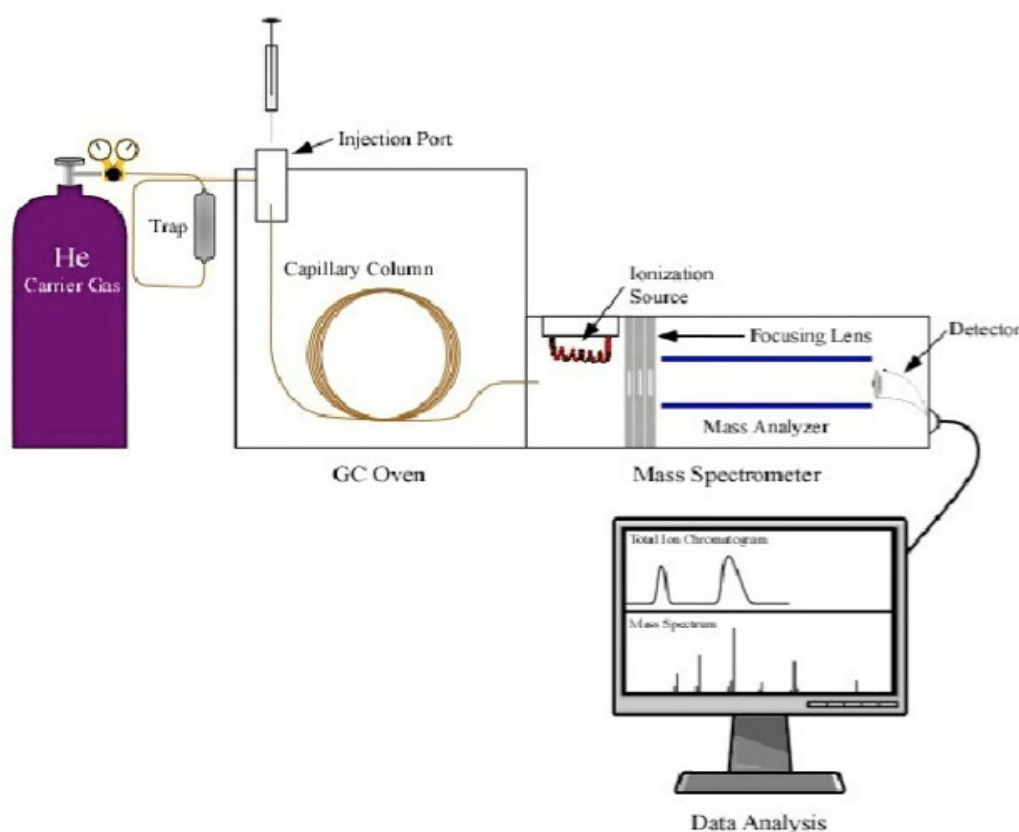 Injection Port
He
Carrier Gas
Trap
Capillary Column
Ionization
Source
Focusing Lens
Detector
Mass Analyzer
GC Oven
Mass Spectrometer
Total Ion Chromatogram
Mass Spectrum
Data Analysis